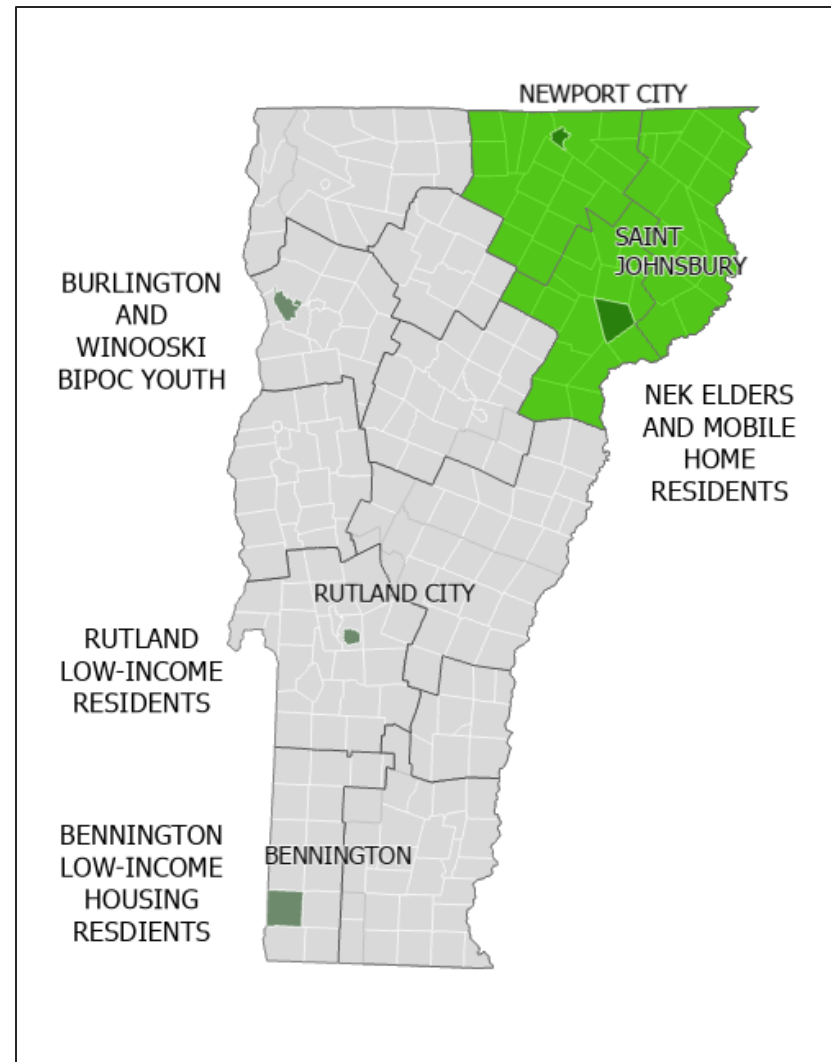 NEWPORT CITY
SAINT
JOHNSBURY
BURLINGTON
AND
WINOOSKI
BIPOC YOUTH
NEK ELDERS
AND MOBILE
HOME
RESIDENTS
RUTLAND CITY
RUTLAND
LOW-INCOME
RESIDENTS
BENNINGTON
LOW-INCOME
HOUSING
RESDIENTS
BENNINGTON